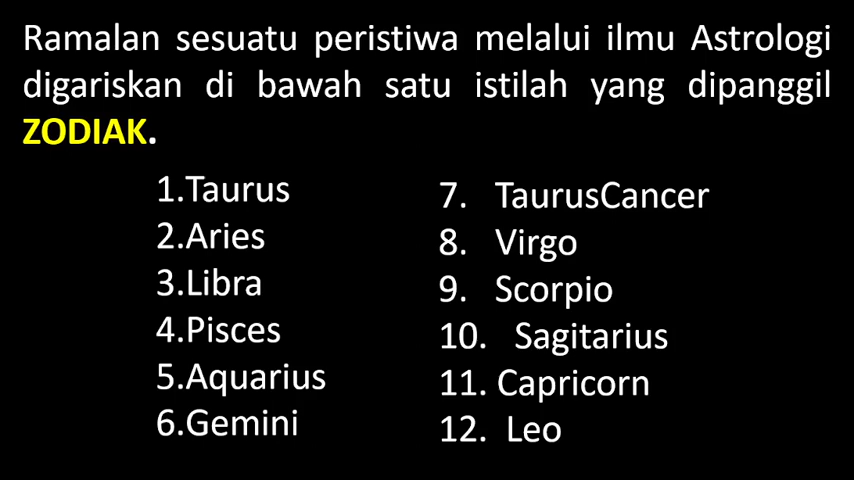 Ramalan sesuatu peristiwa melalui ilmu Astrologi
digariskan di bawah satu istilah yang dipanggil
ZODIAK.
1.Taurus
2.Aries
3.Libra
4.Pisces
5.Aquarius
6.Gemini
7. TaurusCancer
8. Virgo
9. Scorpio
10. Sagitarius
11. Capricorn
12. Leo